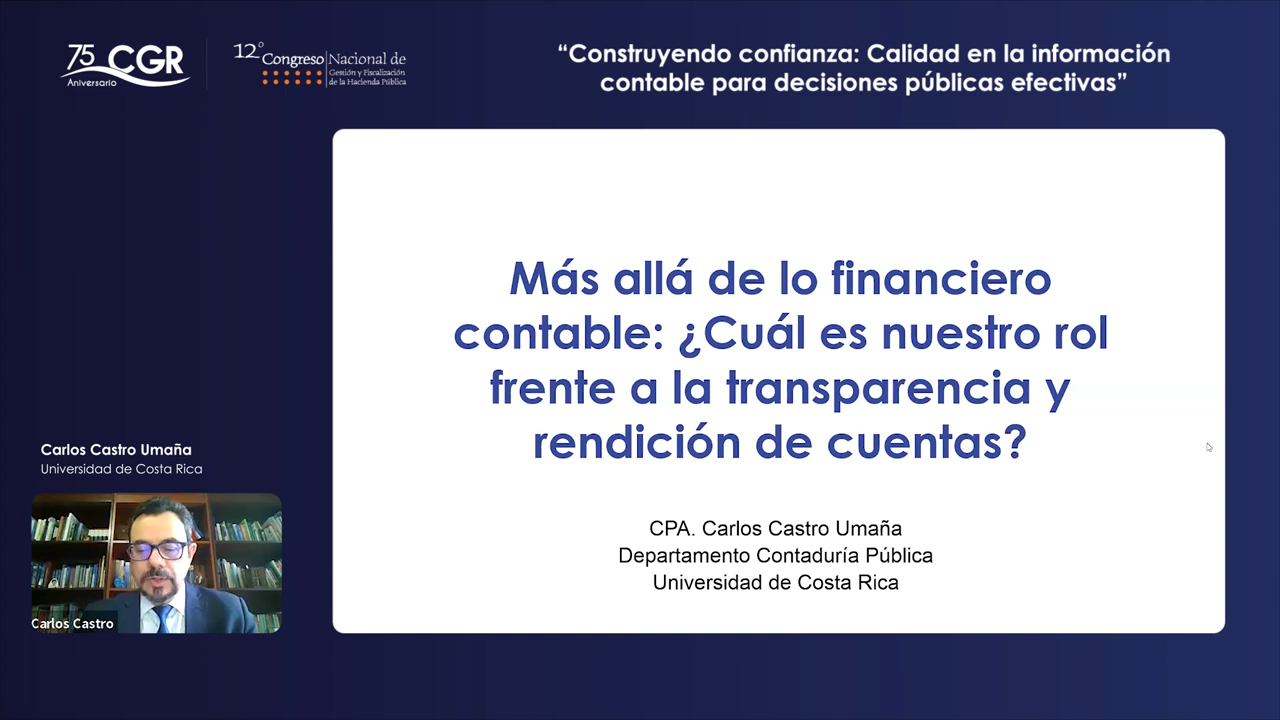 75
Aniversario
CGR
12°
Congreso
Nacional de
Gestión y Fiscalización
de la Hacienda Pública
“Construyendo confianza: Calidad en la información
contable para decisiones públicas efectivas”
Más allá de lo financiero
contable: ¿Cuál es nuestro rol
frente a la transparencia y
rendición de cuentas?
CPA. Carlos Castro Umaña
Departamento Contaduría Pública
Universidad de Costa Rica
Carlos Castro Umaña
Universidad de Costa Rica
Carlos Castro